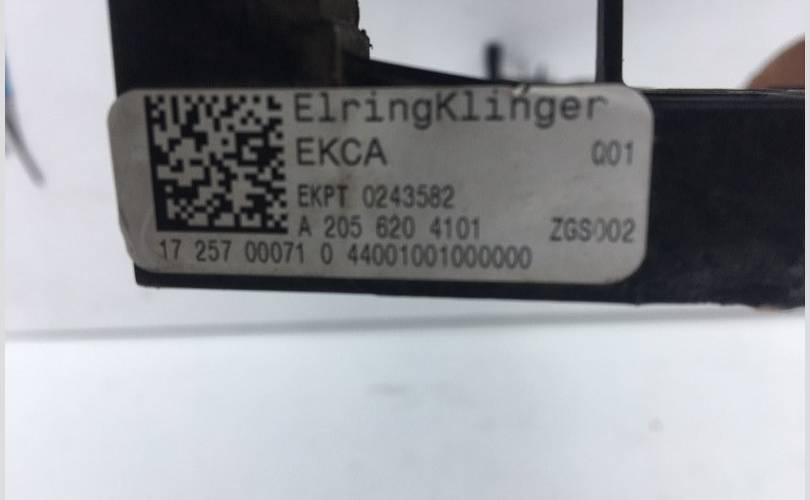 ElringKlinger
EKCA Q01
EKPT 0243582
A 205 620 4101 ZGS002
17 257 00071 0 44001001000000